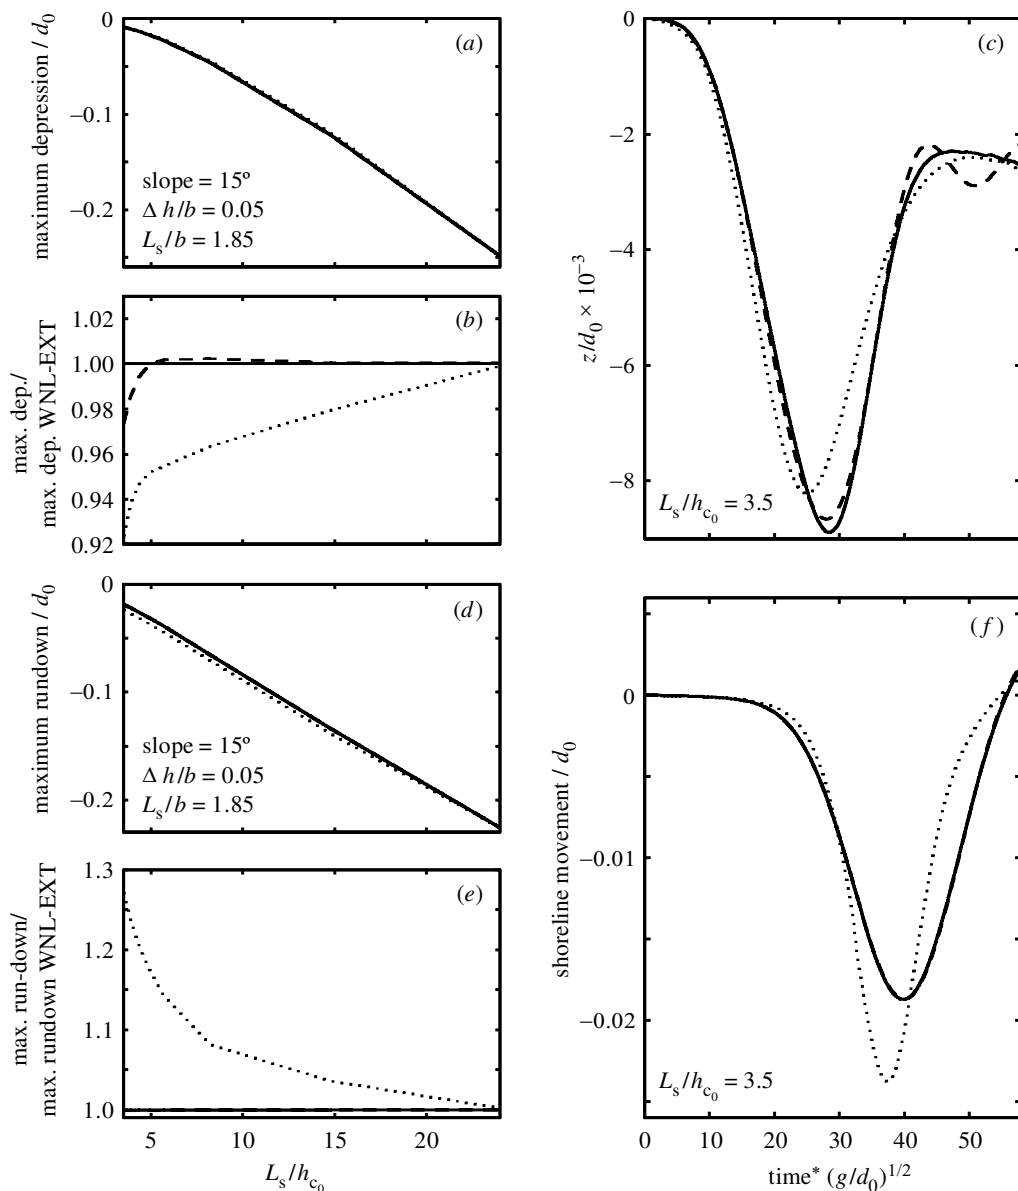 maximum depression / d₀
0
−0.1
−0.2
(a)
slope = 15º
Δ h/b = 0.05
Lₛ/b = 1.85
max. dep./
max. dep. WNL-EXT
1.02
1.00
0.98
0.96
0.94
0.92
(b)
z/d₀ × 10⁻³
0
−2
−4
−6
−8
(c)
Lₛ/h_c₀ = 3.5
maximum rundown / d₀
0
−0.1
−0.2
(d)
slope = 15º
Δ h/b = 0.05
Lₛ/b = 1.85
max. run-down/
max. rundown WNL-EXT
1.3
1.2
1.1
1.0
(e)
5 10 15 20
Lₛ/h_c₀
shoreline movement / d₀
0
−0.01
−0.02
(f)
Lₛ/h_c₀ = 3.5
0 10 20 30 40 50
time* (g/d₀)^1/2